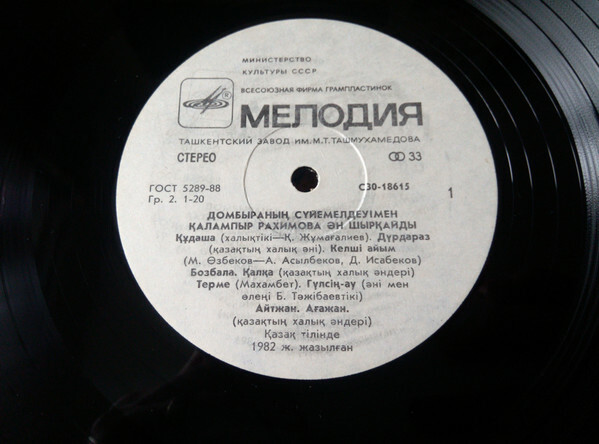 МИНИСТЕРСТВО
КУЛЬТУРЫ СССР
ВСЕСОЮЗНАЯ ФИРМА ГРАМПЛАСТИНОК
МЕЛОДИЯ
ТАШКЕНТСКИЙ ЗАВОД ИМ. М.Т. ТАШМУХАМЕДОВА
СТЕРЕО 33
ГОСТ 5289-88 С30-18615
Гр. 2. 1-20 1
ДОМБЫРАНЫҢ СҮЙЕМЕЛДЕУІМЕН
ҚАЛАМПЫР РАХИМОВА ӘН ШЫРҚАЙДЫ
Құдаша (халықтікі—Қ. Жұмағалиев). Дүрдараз
(қазақтың халық әні). Келші айым
(М. Өзбеков—А. Асылбеков, Д. Исабеков)
Бозбала. Қалқа (қазақтың халық әндері)
Терме (Махамбет). Гүлсің-ау (әні мен
өлеңі Б. Тәжібаевтікі)
Айтжан. Ағажан.
(қазақтың халық әндері)
Қазақ тілінде
1982 ж. жазылған